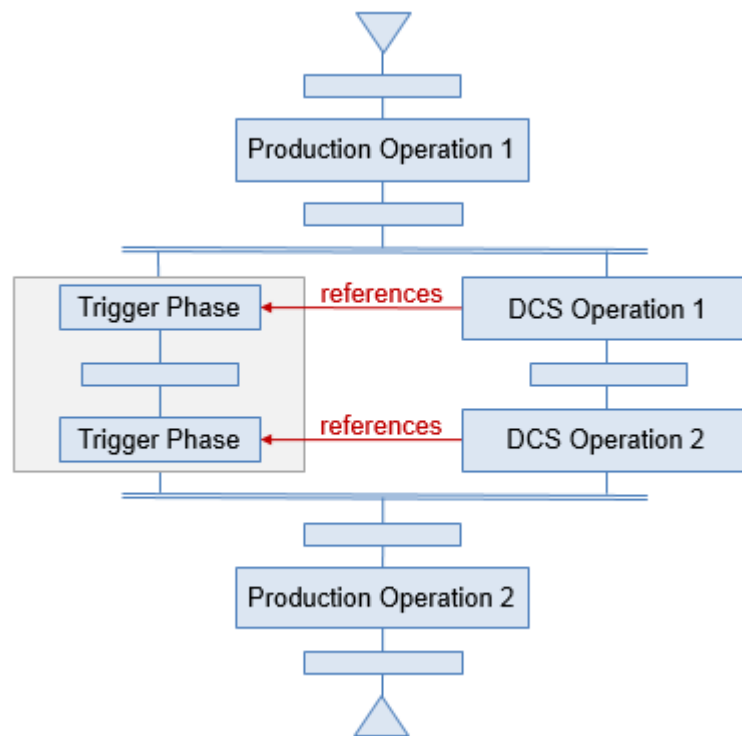 Production Operation 1
Trigger Phase
references
DCS Operation 1
Trigger Phase
references
DCS Operation 2
Production Operation 2